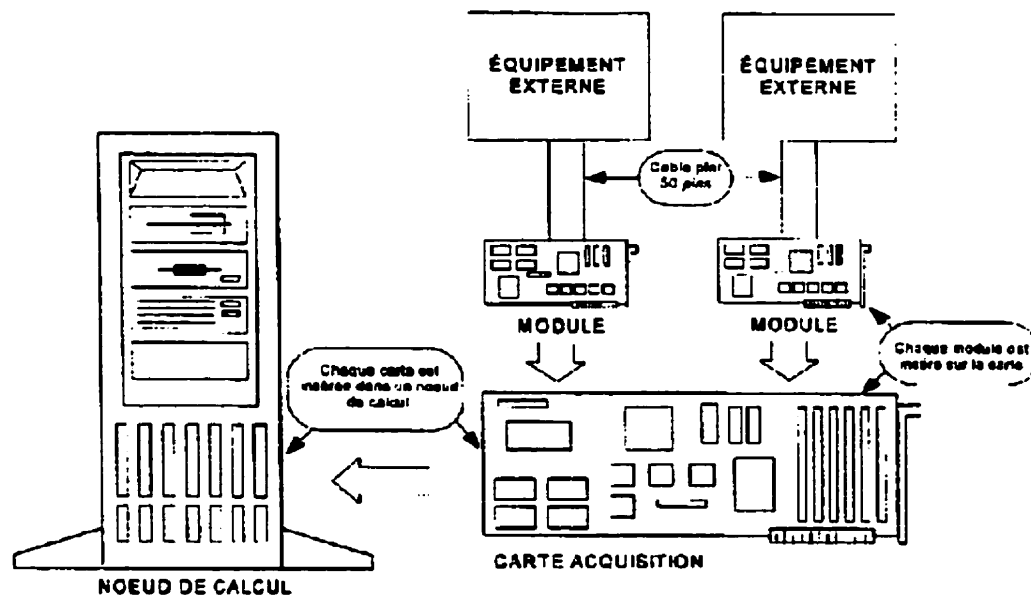 ÉQUIPEMENT
EXTERNE
ÉQUIPEMENT
EXTERNE
Cable plat
50 pins
MODULE
MODULE
Chaque module est
insère sur la carte
Chaque carte est
insérée dans un noeud
de calcul
CARTE ACQUISITION
NOEUD DE CALCUL